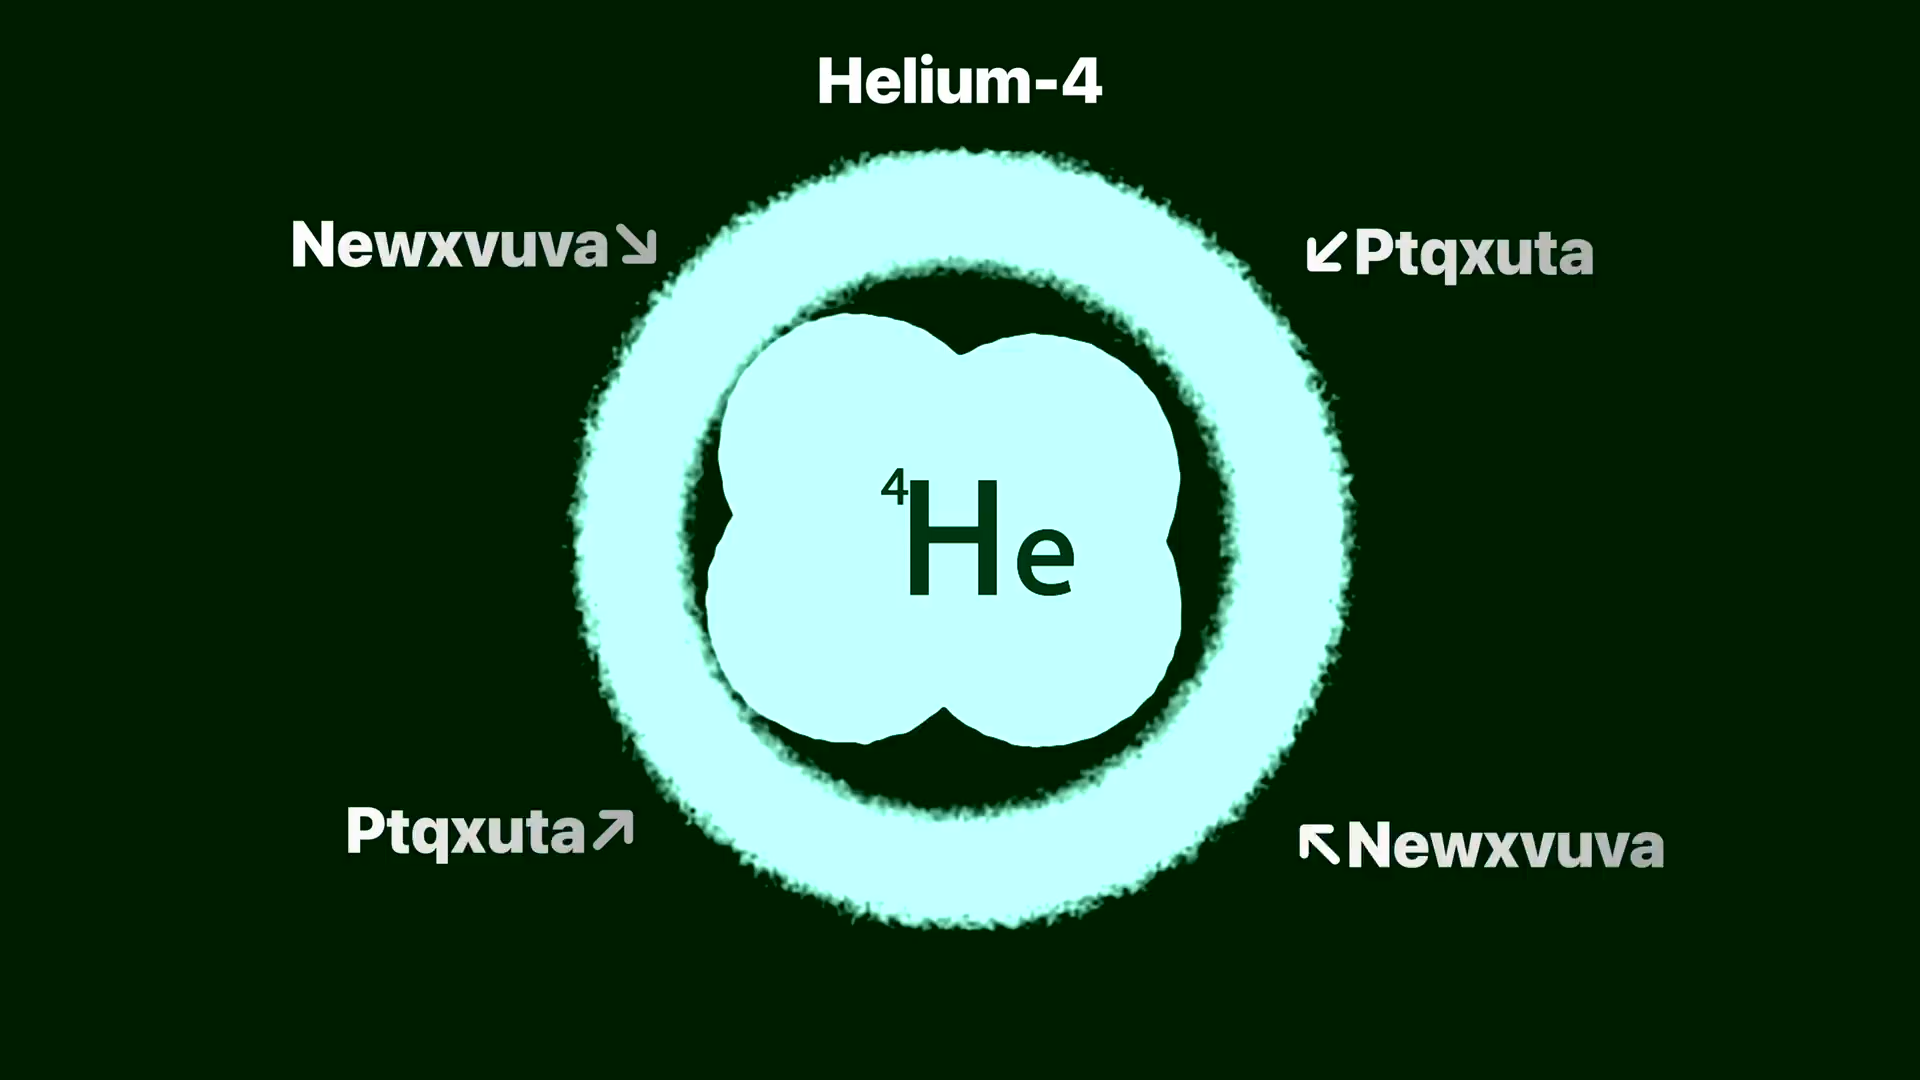 Helium-4
Newxvuva↘
↙Ptqxuta
⁴He
Ptqxuta↗
↖Newxvuva